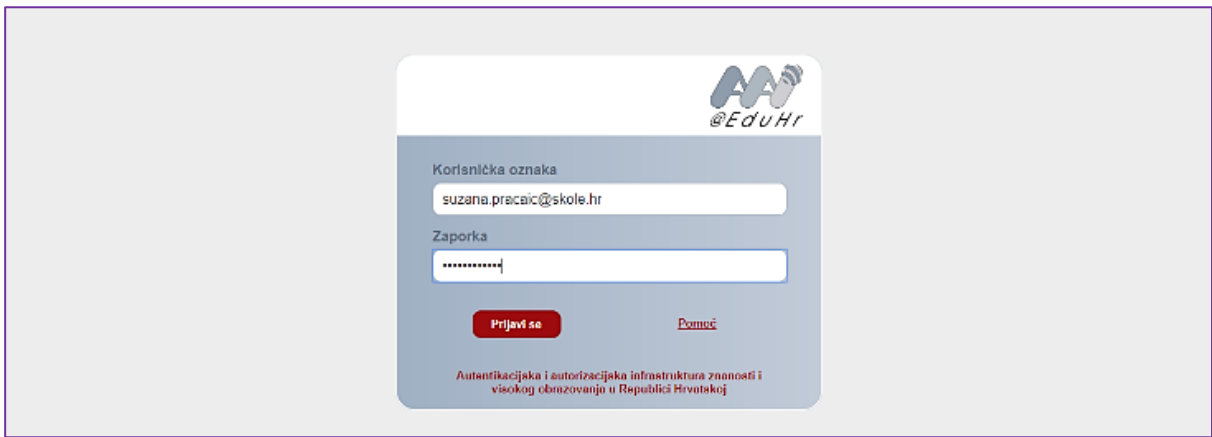 AAI
@EduHr
Korisnička oznaka
suzana.pracaic@skole.hr
Zaporka
••••••••••••
Prijavi se
Pomoć
Autentikacijska i autorizacijska infrastruktura znanosti i
visokog obrazovanja u Republici Hrvatskoj